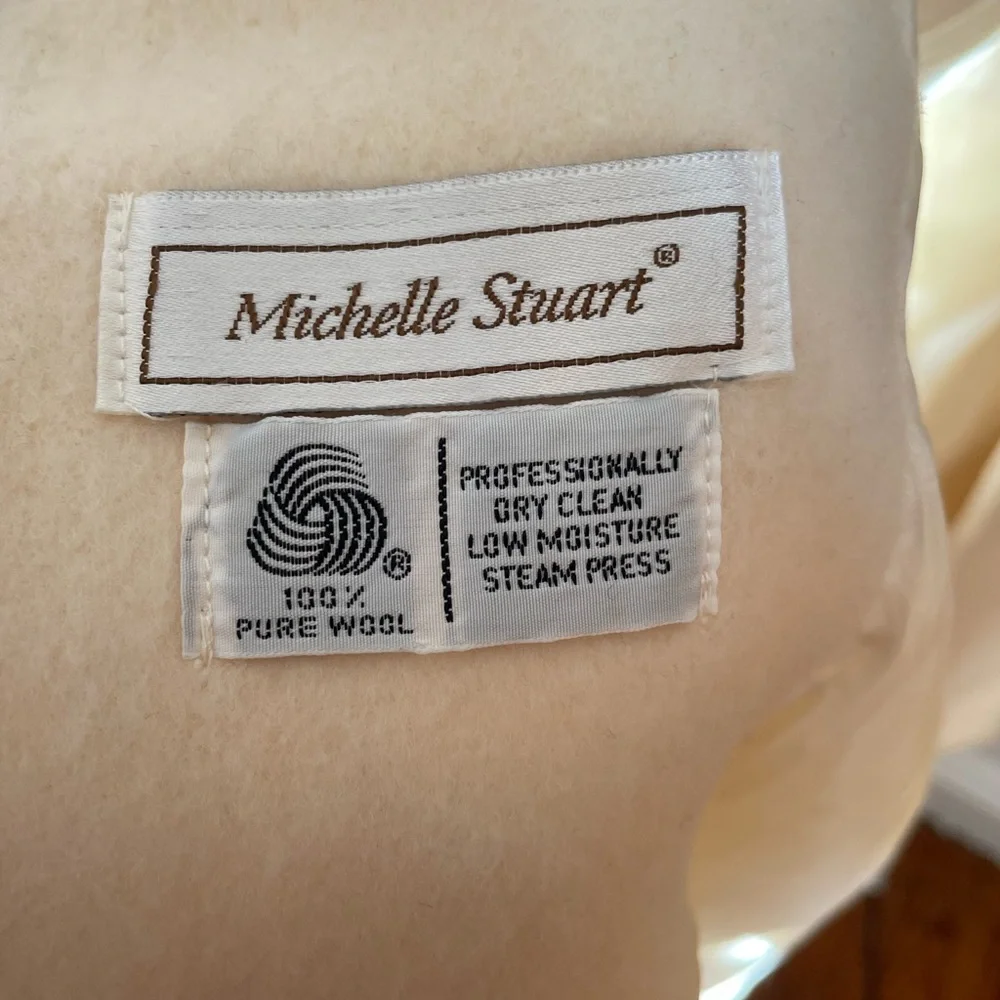 Michelle Stuart®
®
100%
PURE WOOL
PROFESSIONALLY
DRY CLEAN
LOW MOISTURE
STEAM PRESS